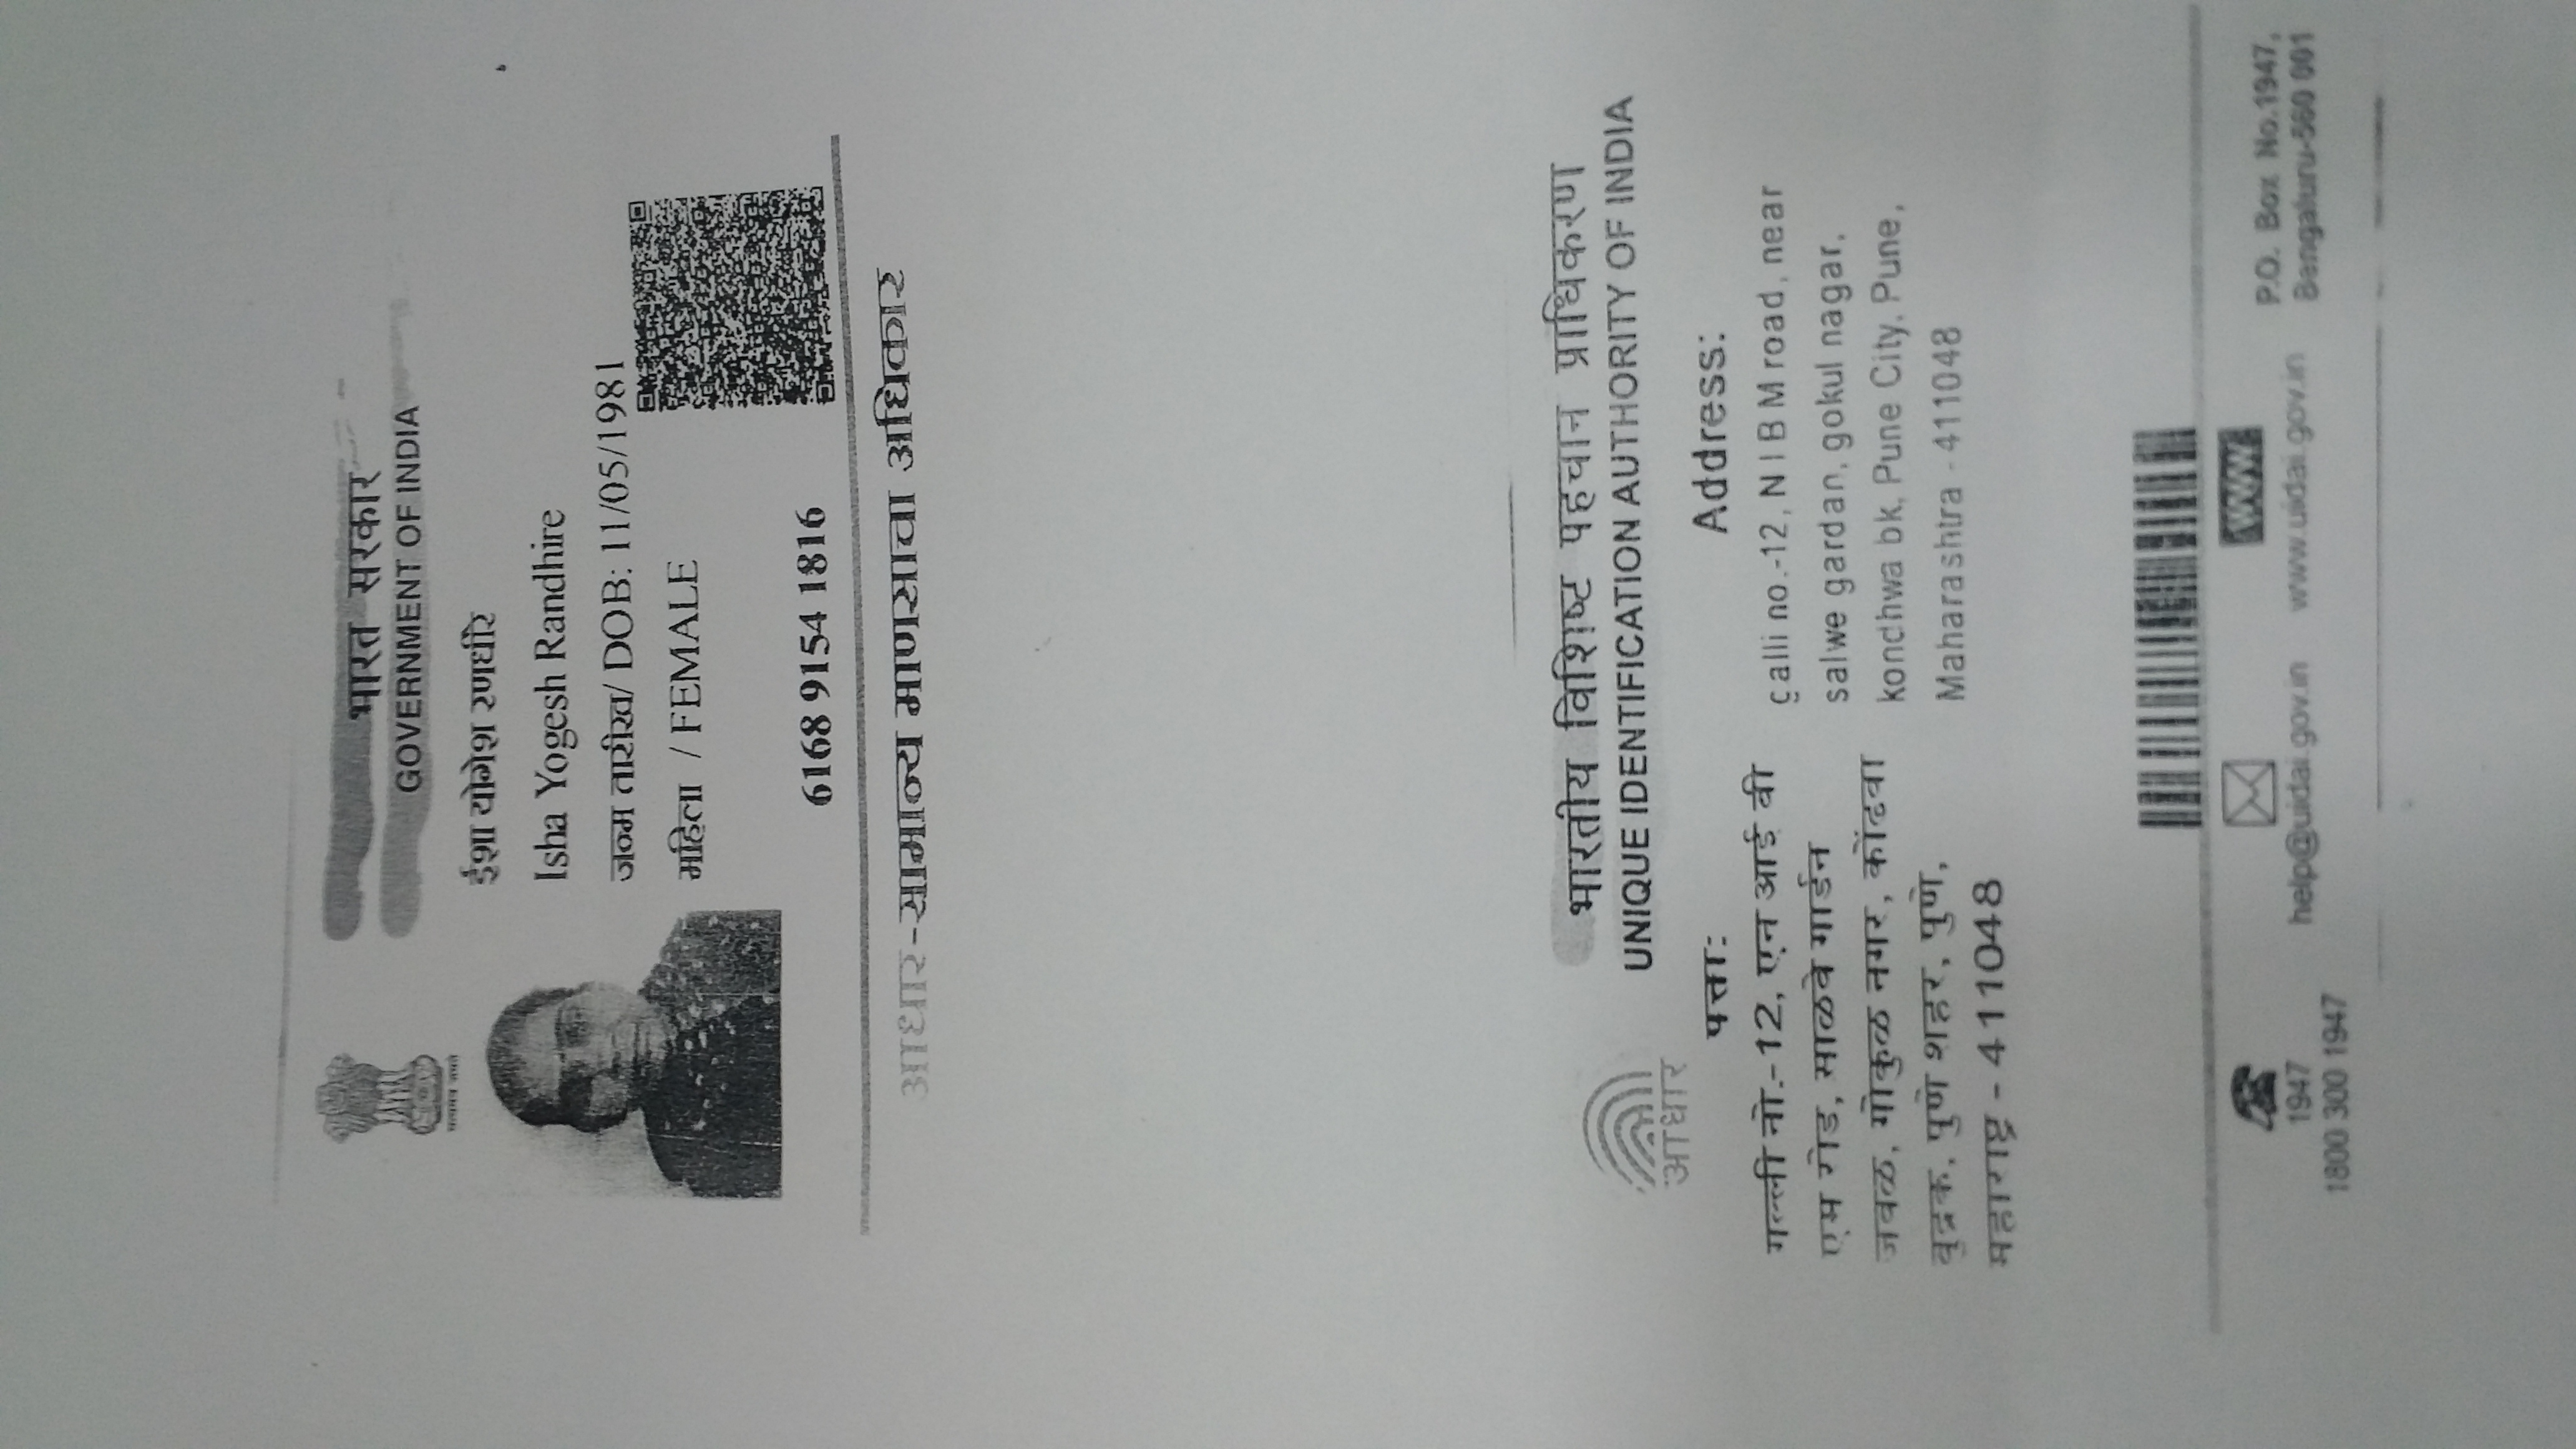 भारत सरकार
GOVERNMENT OF INDIA
सत्यमेव जयते
ईशा योगेश रणधीरे
Isha Yogesh Randhire
जन्म तारीख/ DOB: 11/05/1981
महिला / FEMALE
6168 9154 1816
आधार-सामान्य माणसाचा अधिकार
भारतीय विशिष्ट पहचान प्राधिकरण
UNIQUE IDENTIFICATION AUTHORITY OF INDIA
आधार
पत्ता:
गल्ली नो.-12, एन आई वी
एम रोड, साळवे गार्डन
जवळ, गोकुळ नगर, कोंढवा
वुद्रक, पुणे शहर, पुणे,
महाराष्ट्र - 411048
Address:
galli no.-12, N I B M road, near
salwe gardan, gokul nagar,
kondhwa bk, Pune City, Pune,
Maharashtra - 411048
1947
1800 300 1947
help@uidai.gov.in
www
www.uidai.gov.in
P.O. Box No.1947,
Bengaluru-560 001